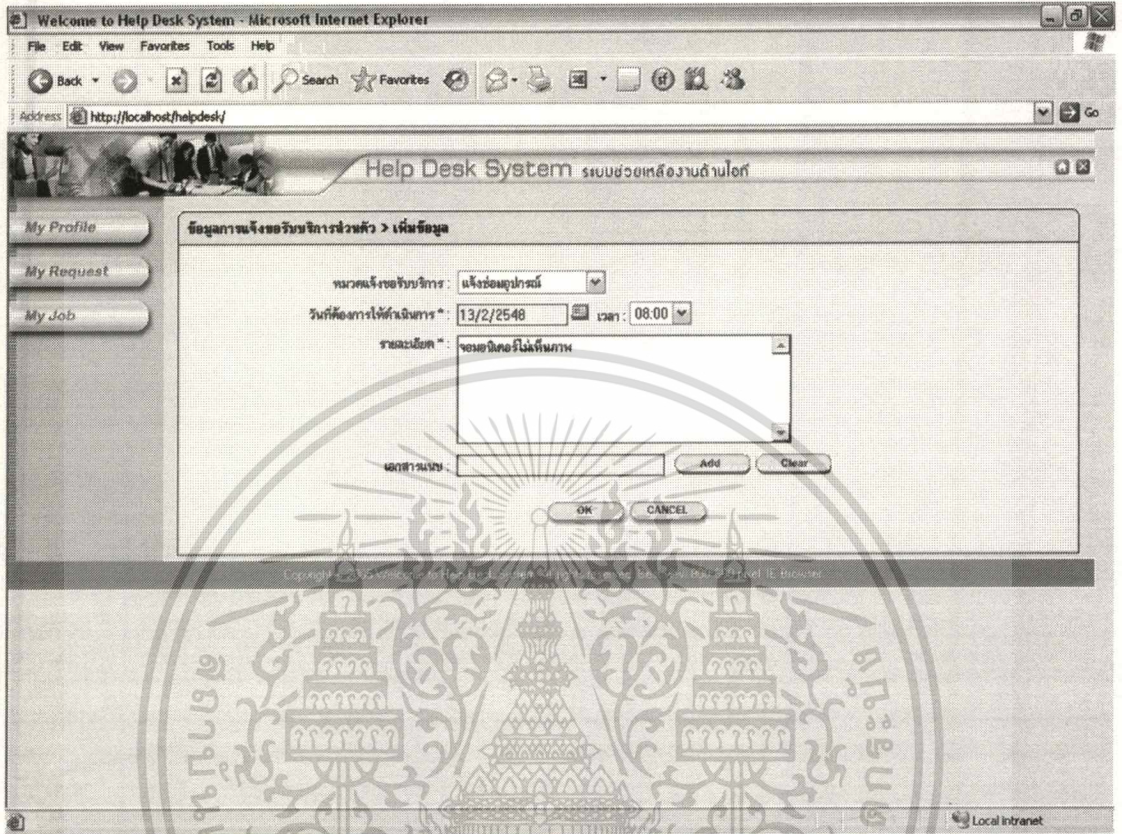 Welcome to Help Desk System - Microsoft Internet Explorer
File Edit View Favorites Tools Help
Back Search Favorites
Address http://localhost/helpdesk/ Go
Help Desk System ระบบช่วยเหลืองานด้านไอที
My Profile
My Request
My Job
ข้อมูลการแจ้งขอรับบริการส่วนตัว > เพิ่มข้อมูล
หมวดแจ้งขอรับบริการ : แจ้งซ่อมอุปกรณ์
วันที่ต้องการให้ดำเนินการ * : 13/2/2548 เวลา : 08:00
รายละเอียด * : จอมอนิเตอร์ไม่เห็นภาพ
เอกสารแนบ : Add Clear
OK CANCEL
Local intranet